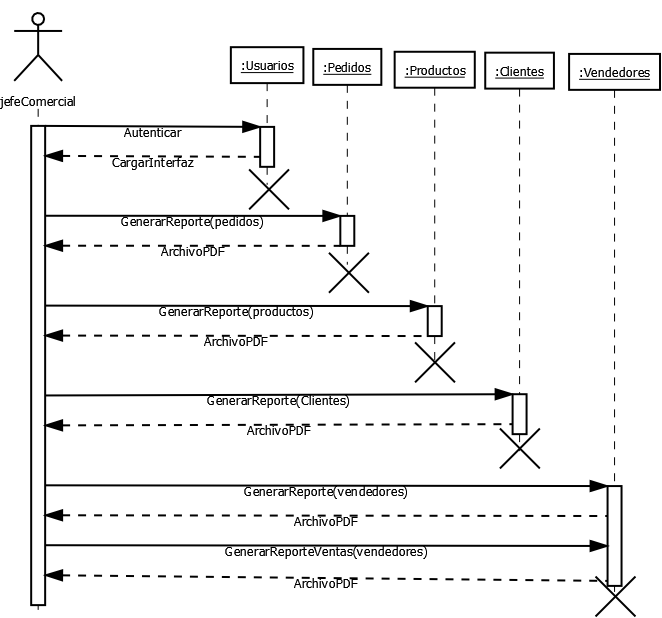 :Usuarios
:Pedidos
:Productos
:Clientes
:Vendedores
jefeComercial
Autenticar
CargarInterfaz
GenerarReporte(pedidos)
ArchivoPDF
GenerarReporte(productos)
ArchivoPDF
GenerarReporte(Clientes)
ArchivoPDF
GenerarReporte(vendedores)
ArchivoPDF
GenerarReporteVentas(vendedores)
ArchivoPDF